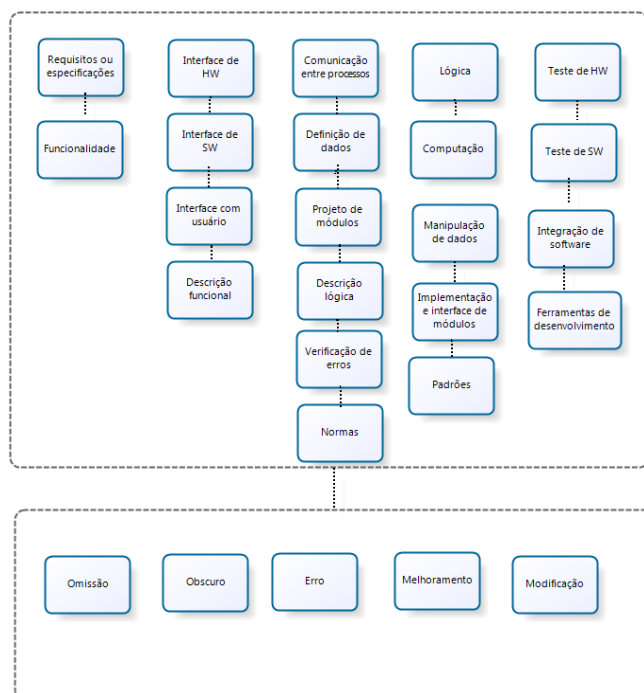 Requisitos ou
especificações
Funcionalidade
Interface de
HW
Interface de
SW
Interface com
usuário
Descrição
funcional
Comunicação
entre processos
Definição de
dados
Projeto de
módulos
Descrição
lógica
Verificação de
erros
Normas
Lógica
Computação
Manipulação
de dados
Implementação
e interface de
módulos
Padrões
Teste de HW
Teste de SW
Integração de
software
Ferramentas de
desenvolvimento
Omissão
Obscuro
Erro
Melhoramento
Modificação